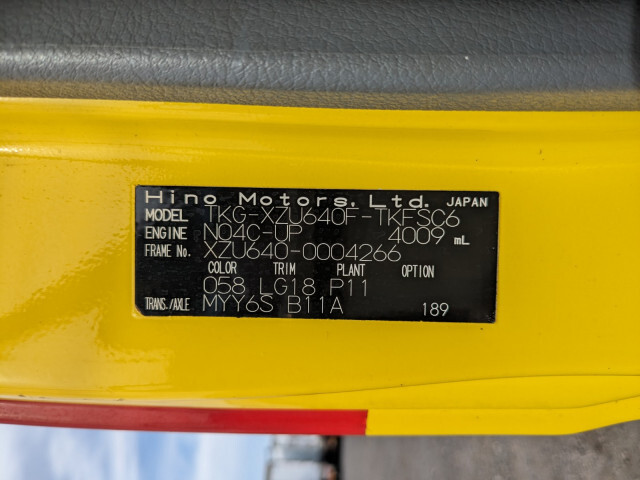 Hino Motors, Ltd. JAPAN
MODEL TKG-XZU640F-TKFSC6
ENGINE N04C-UP 4009 mL
FRAME No. XZU640-0004266
COLOR TRIM PLANT OPTION
058 LG18 P11
TRANS./AXLE MYY6S B11A 189